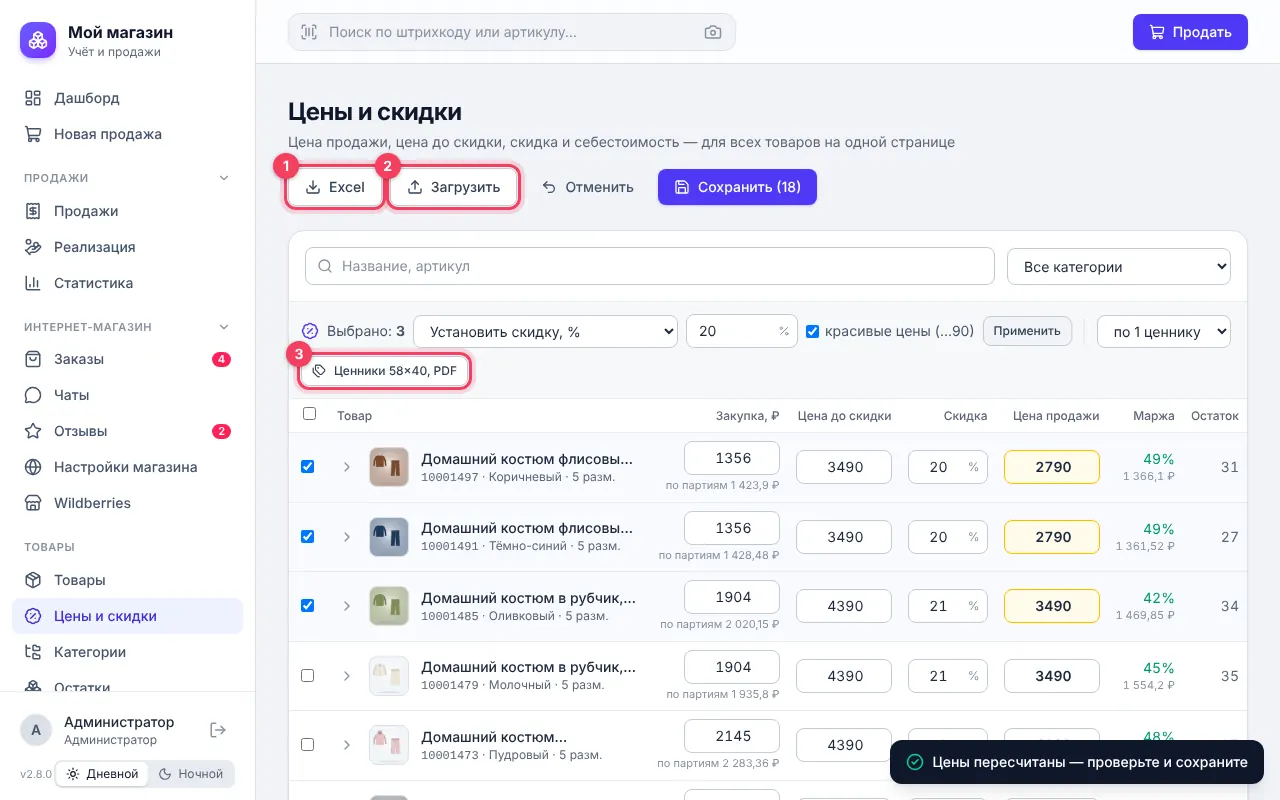 Мой магазин
Учёт и продажи
Дашборд
Новая продажа
ПРОДАЖИ
Продажи
Реализация
Статистика
ИНТЕРНЕТ-МАГАЗИН
Заказы 4
Чаты
Отзывы 2
Настройки магазина
Wildberries
ТОВАРЫ
Товары
Цены и скидки
Категории
Остатки
А Администратор
Администратор
v2.8.0 Дневной Ночной
Поиск по штрихкоду или артикулу...
Продать
Цены и скидки
Цена продажи, цена до скидки, скидка и себестоимость — для всех товаров на одной странице
1 Excel 2 Загрузить Отменить Сохранить (18)
Название, артикул Все категории
Выбрано: 3 Установить скидку, % 20 % красивые цены (…90) Применить по 1 ценнику
3 Ценники 58×40, PDF
Товар Закупка, ₽ Цена до скидки Скидка Цена продажи Маржа Остаток
Домашний костюм флисовы... 1356 3490 20 % 2790 49% 31
10001497 · Коричневый · 5 разм. по партиям 1 423,9 ₽ 1 366,1 ₽
Домашний костюм флисовы... 1356 3490 20 % 2790 49% 27
10001491 · Тёмно-синий · 5 разм. по партиям 1 428,48 ₽ 1 361,52 ₽
Домашний костюм в рубчик,... 1904 4390 21 % 3490 42% 34
10001485 · Оливковый · 5 разм. по партиям 2 020,15 ₽ 1 469,85 ₽
Домашний костюм в рубчик,... 1904 4390 21 % 3490 45% 35
10001479 · Молочный · 5 разм. по партиям 1 935,8 ₽ 1 554,2 ₽
Домашний костюм... 2145 4390 48%
10001473 · Пудровый · 5 разм. по партиям 2 283,36 ₽
Цены пересчитаны — проверьте и сохраните